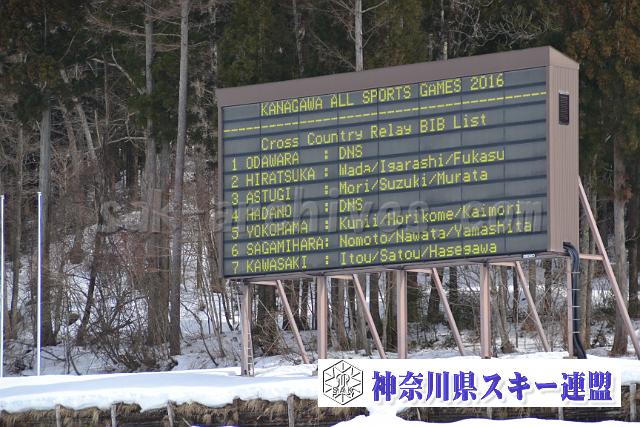 KANAGAWA ALL SPORTS GAMES 2016
Cross Country Relay BIB List
1 ODAWARA : DNS
2 HIRATSUKA : Wada/Igarashi/Fukasu
3 ASTUGI : Mori/Suzuki/Murata
4 HADANO : DNS
5 YOKOHAMA : Kunii/Norikome/Kaimori
6 SAGAMIHARA: Nomoto/Nawata/Yamashita
7 KAWASAKI : Itou/Satou/Hasegawa
神奈川県スキー連盟